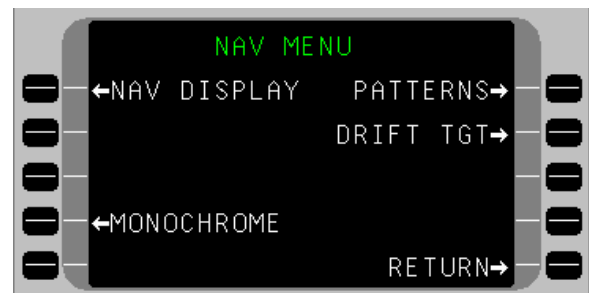 NAV MENU
←NAV DISPLAY PATTERNS→
DRIFT TGT→
←MONOCHROME
RETURN→